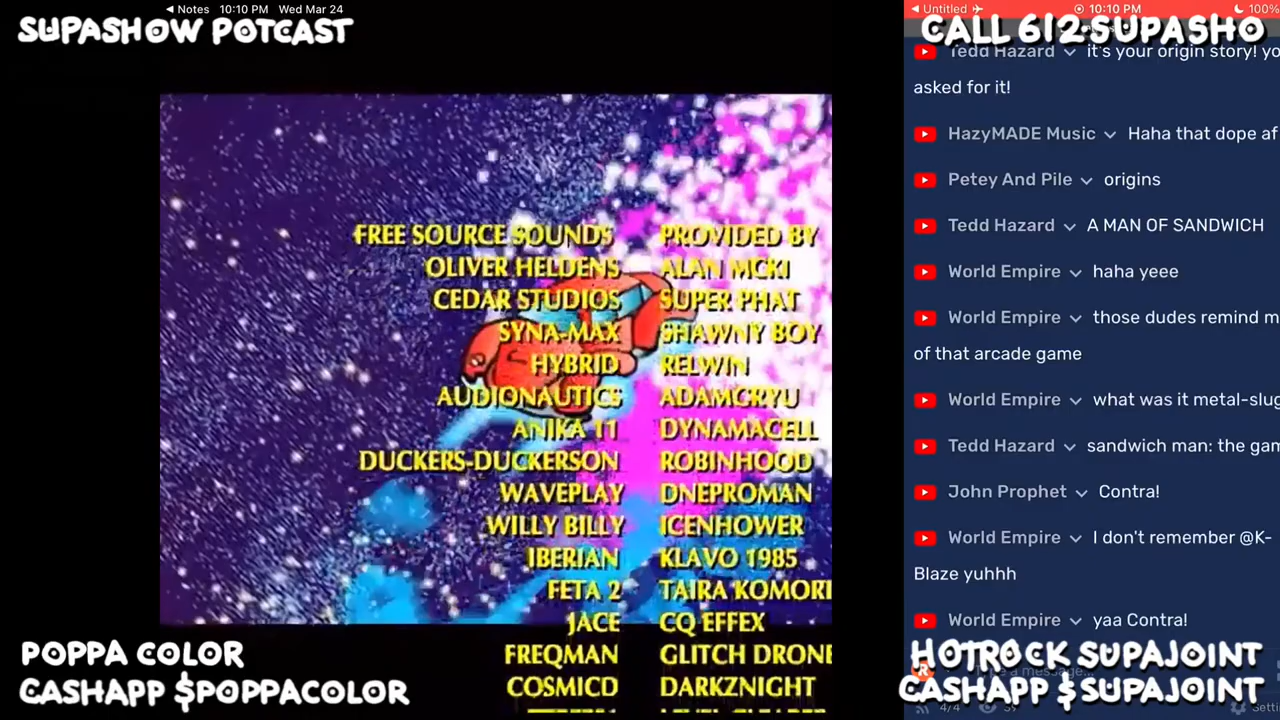 Notes 10:10 PM Wed Mar 24
SUPASHOW POTCAST
FREE SOURCE SOUNDS PROVIDED BY
OLIVER HELDENS ALAN MCKI
CEDAR STUDIOS SUPER PHAT
SYNA-MAX SHAWNY BOY
HYBRID RELWIN
AUDIONAUTICS ADAMCRYU
ANIKA 11 DYNAMACELL
DUCKERS-DUCKERSON ROBINHOOD
WAVEPLAY DNEPROMAN
WILLY BILLY ICENHOWER
IBERIAN KLAVO 1985
FETA 2 TAIRA KOMORI
JACE CQ EFFEX
FREQMAN GLITCH DRONE
COSMICD DARKZNIGHT
POPPA COLOR
CASHAPP $POPPACOLOR
Untitled 10:10 PM 100%
CALL 612-SUPASHO
Tedd Hazard it's your origin story! yo
asked for it!
HazyMADE Music Haha that dope af
Petey And Pile origins
Tedd Hazard A MAN OF SANDWICH
World Empire haha yeee
World Empire those dudes remind m
of that arcade game
World Empire what was it metal-slug
Tedd Hazard sandwich man: the gam
John Prophet Contra!
World Empire I don't remember @K-
Blaze yuhhh
World Empire yaa Contra!
HOTROCK SUPAJOINT
CASHAPP $SUPAJOINT
4/4